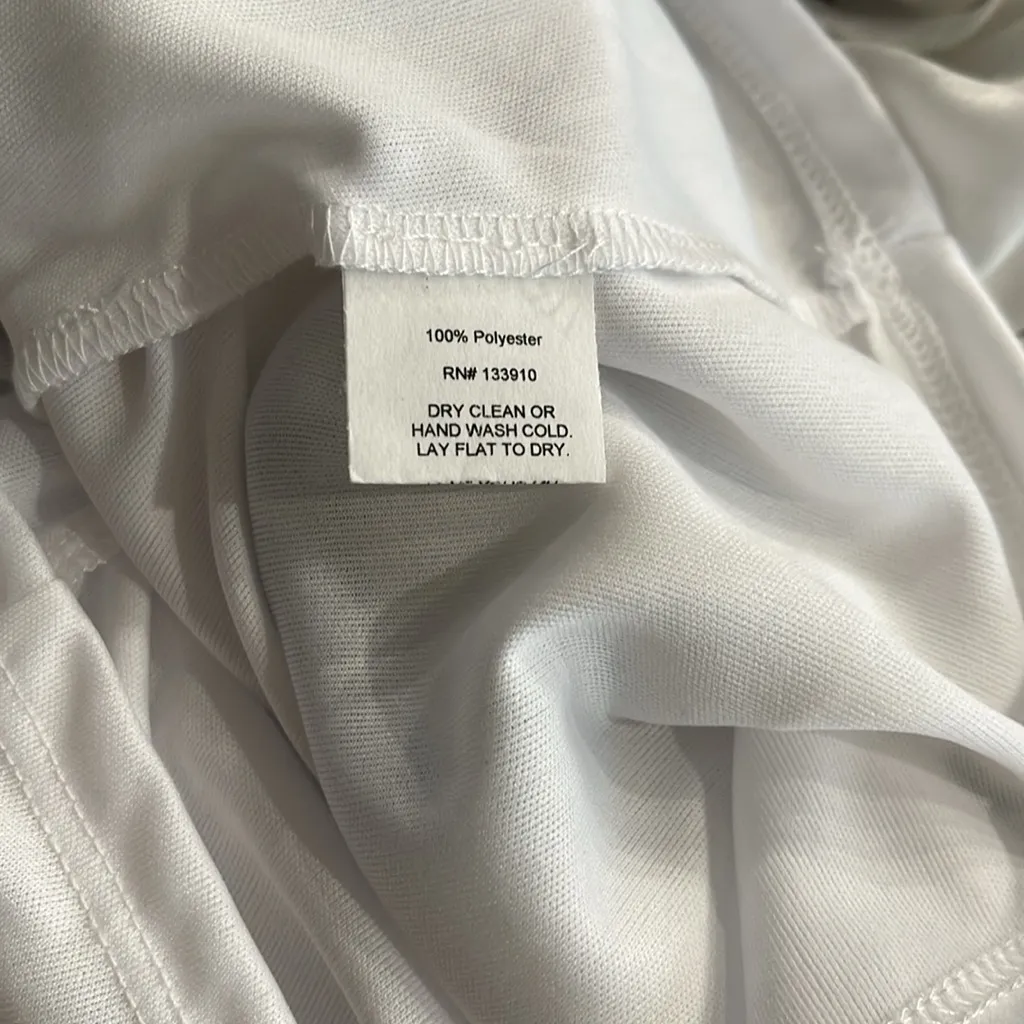 100% Polyester
RN# 133910
DRY CLEAN OR
HAND WASH COLD.
LAY FLAT TO DRY.